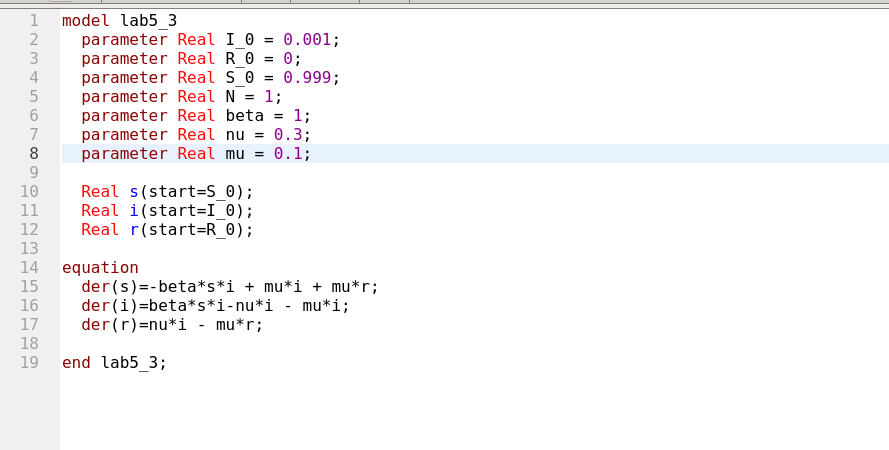 1 model lab5_3
2   parameter Real I_0 = 0.001;
3   parameter Real R_0 = 0;
4   parameter Real S_0 = 0.999;
5   parameter Real N = 1;
6   parameter Real beta = 1;
7   parameter Real nu = 0.3;
8   parameter Real mu = 0.1;
9
10   Real s(start=S_0);
11   Real i(start=I_0);
12   Real r(start=R_0);
13
14 equation
15   der(s)=-beta*s*i + mu*i + mu*r;
16   der(i)=beta*s*i-nu*i - mu*i;
17   der(r)=nu*i - mu*r;
18
19 end lab5_3;